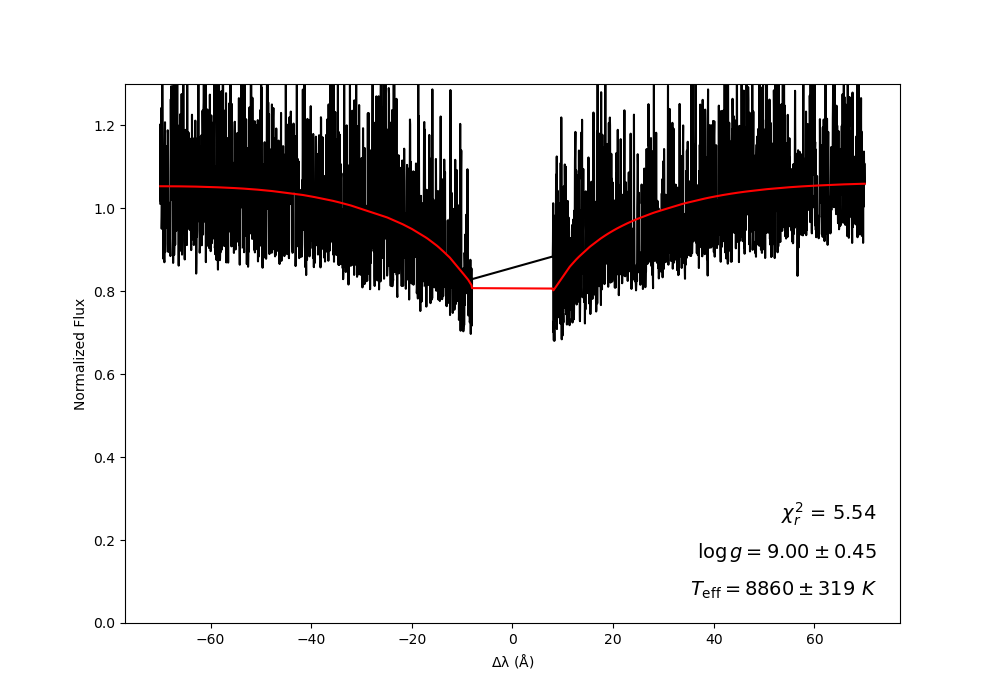 1.2
1.0
0.8
0.6
0.4
0.2
0.0
Normalized Flux
χ²ᵣ = 5.54
log g = 9.00 ± 0.45
T_eff = 8860 ± 319 K
−60 −40 −20 0 20 40 60
Δλ (Å)